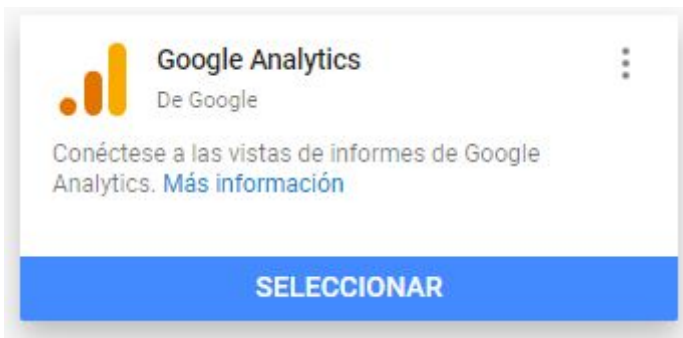 Google Analytics
De Google
Conéctese a las vistas de informes de Google
Analytics. Más información
SELECCIONAR